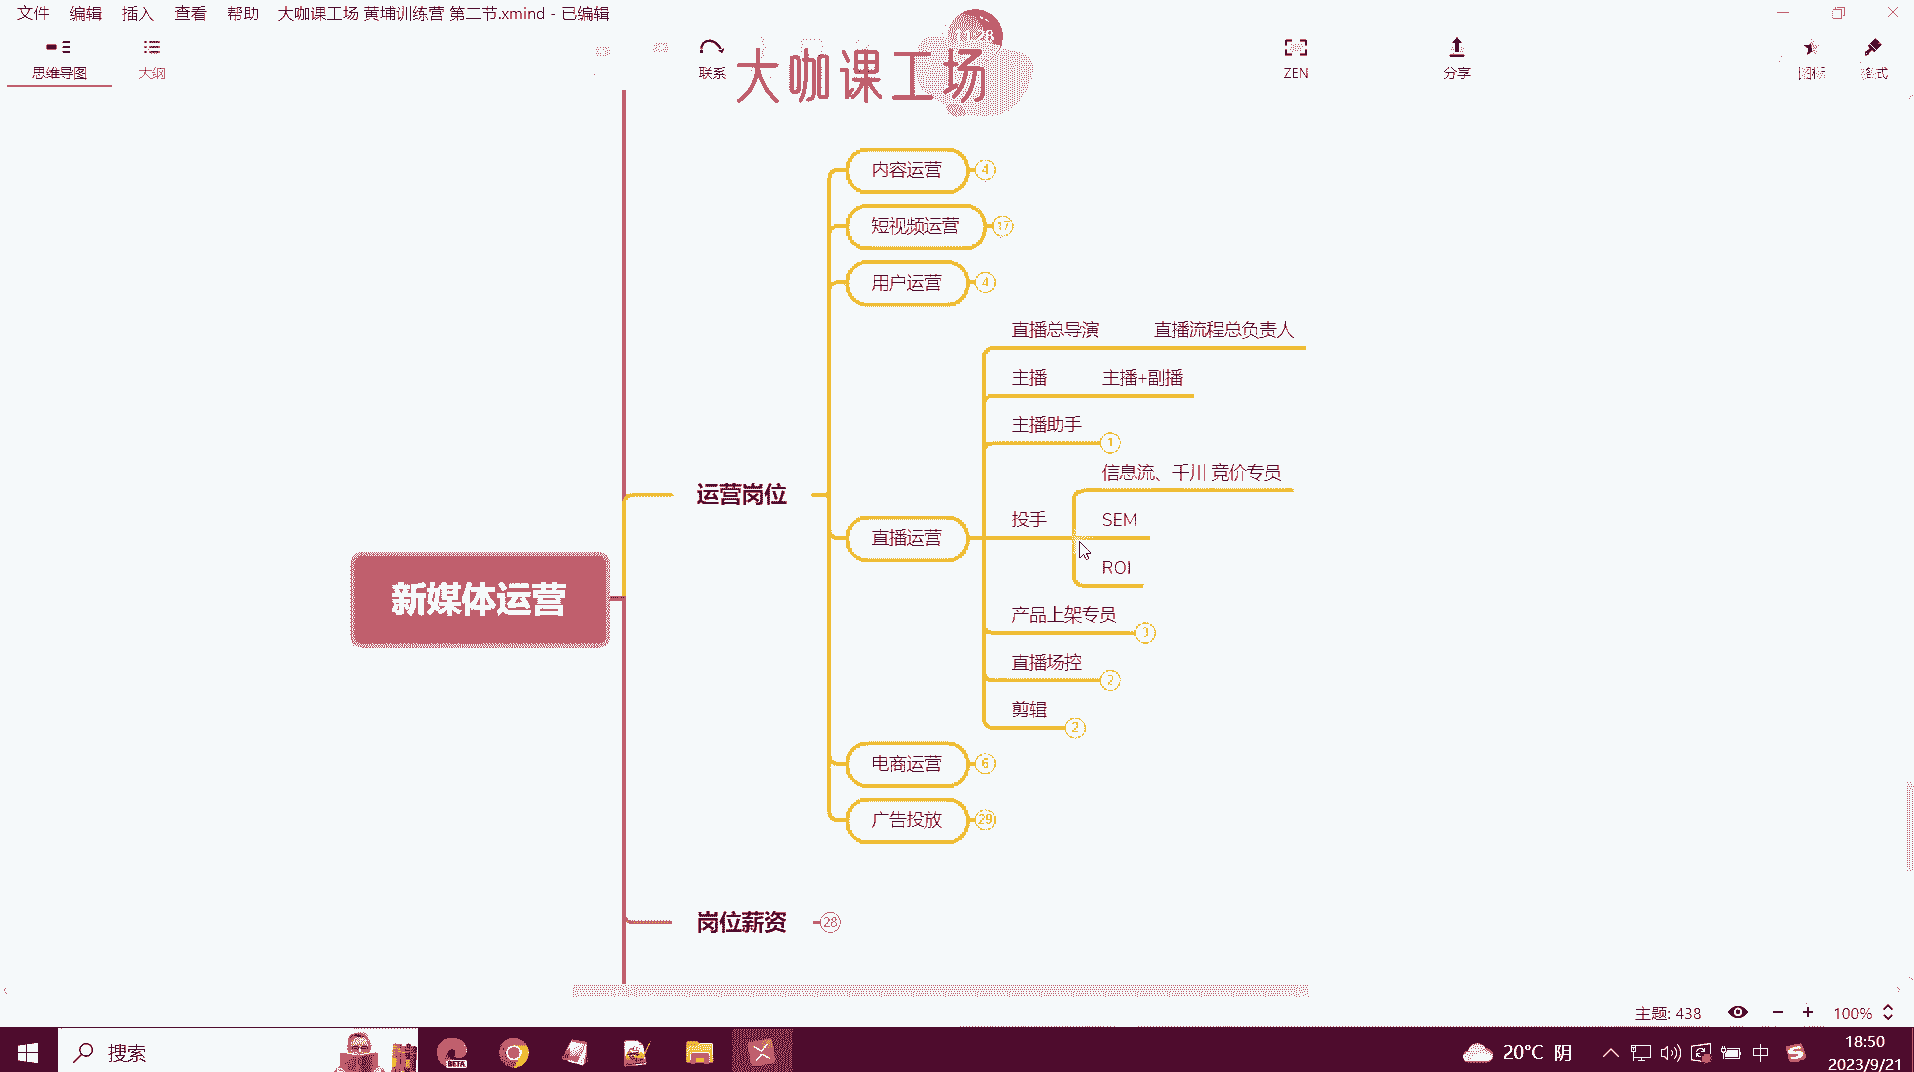 文件 编辑 插入 查看 帮助 大咖课工场 黄埔训练营 第二节.xmind - 已编辑
思维导图
大纲
联系
大咖课工场
ZEN
分享
格式
内容运营 4
短视频运营 17
用户运营 4
直播总导演 直播流程总负责人
主播 主播+副播
主播助手 1
信息流、千川 竞价专员
投手 SEM
ROI
运营岗位
直播运营
新媒体运营
产品上架专员
直播场控 2
剪辑 2
电商运营 6
广告投放 29
岗位薪资 28
主题: 438
100%
搜索
BETA
20°C 阴
中
18:50
2023/9/21